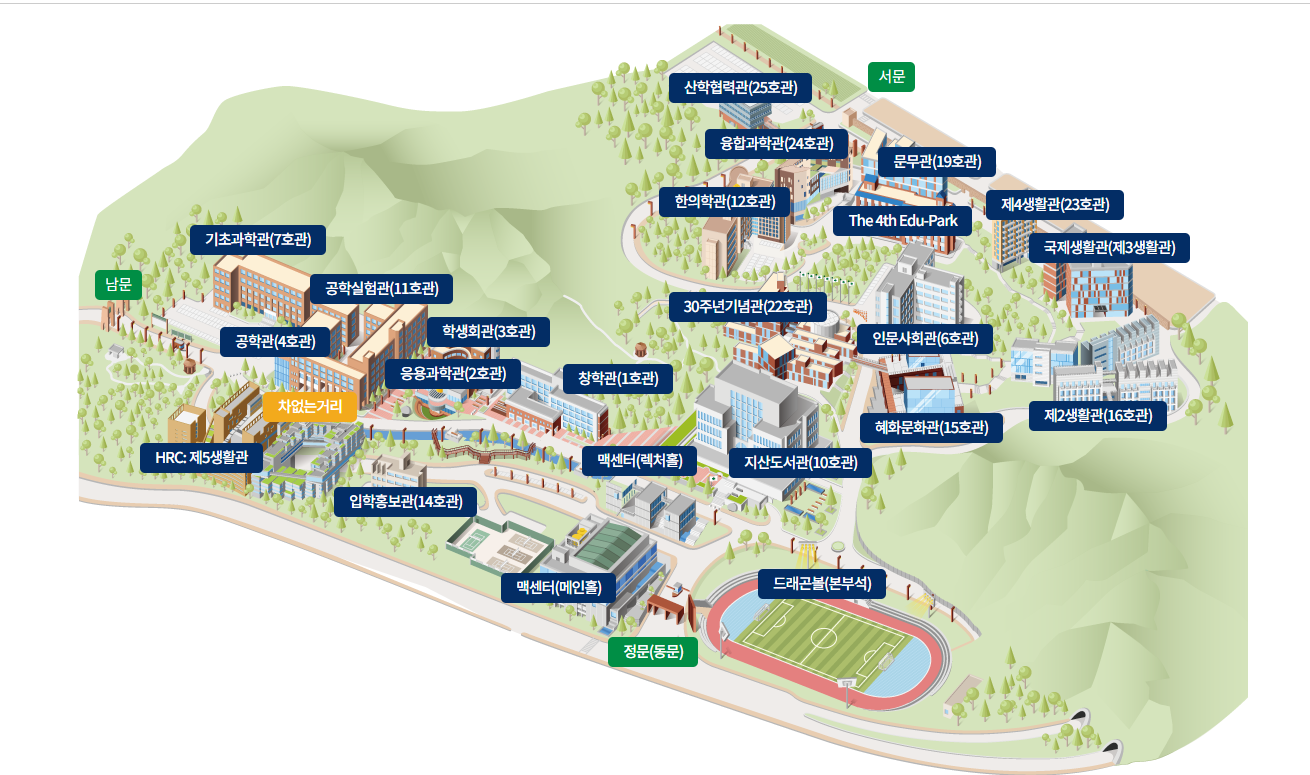 서문
산학협력관(25호관)
융합과학관(24호관)
문무관(19호관)
한의학관(12호관)
제4생활관(23호관)
The 4th Edu-Park
기초과학관(7호관)
국제생활관(제3생활관)
남문
공학실험관(11호관)
30주년기념관(22호관)
학생회관(3호관)
공학관(4호관)
인문사회관(6호관)
응용과학관(2호관)
창학관(1호관)
차없는거리
제2생활관(16호관)
혜화문화관(15호관)
HRC: 제5생활관
맥센터(렉처홀)
지산도서관(10호관)
입학홍보관(14호관)
맥센터(메인홀)
드래곤볼(본부석)
정문(동문)